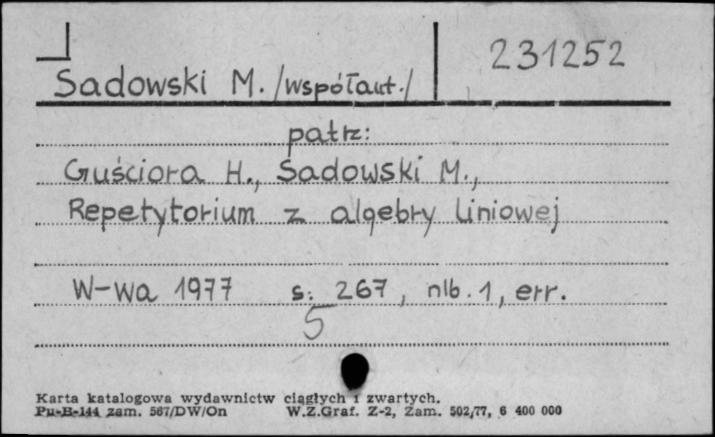 231252
Sadowski M. /współaut./
patrz:
Guściora H., Sadowski M.,
Repetytorium z algebry liniowej
W-wa 1977 s. 267, nlb. 1, err.
5
Karta katalogowa wydawnictw ciągłych i zwartych.
Pu-B-144 zam. 567/DW/On W.Z.Graf. Z-2, Zam. 502/77, 6 400 000